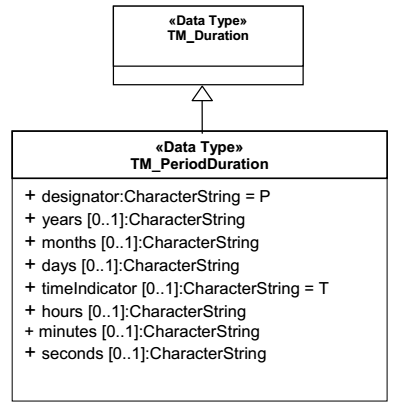 «Data Type»
TM_Duration
«Data Type»
TM_PeriodDuration
+ designator:CharacterString = P
+ years [0..1]:CharacterString
+ months [0..1]:CharacterString
+ days [0..1]:CharacterString
+ timeIndicator [0..1]:CharacterString = T
+ hours [0..1]:CharacterString
+ minutes [0..1]:CharacterString
+ seconds [0..1]:CharacterString